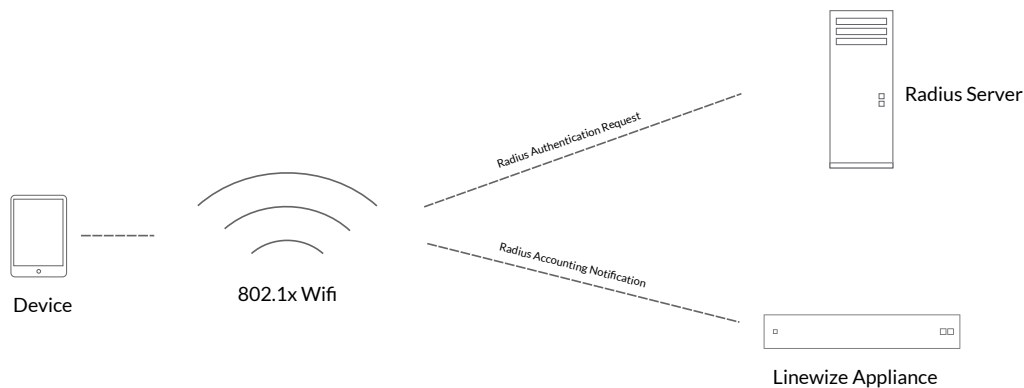 Radius Server
Radius Authentication Request
Radius Accounting Notification
Device
802.1x Wifi
Linewize Appliance